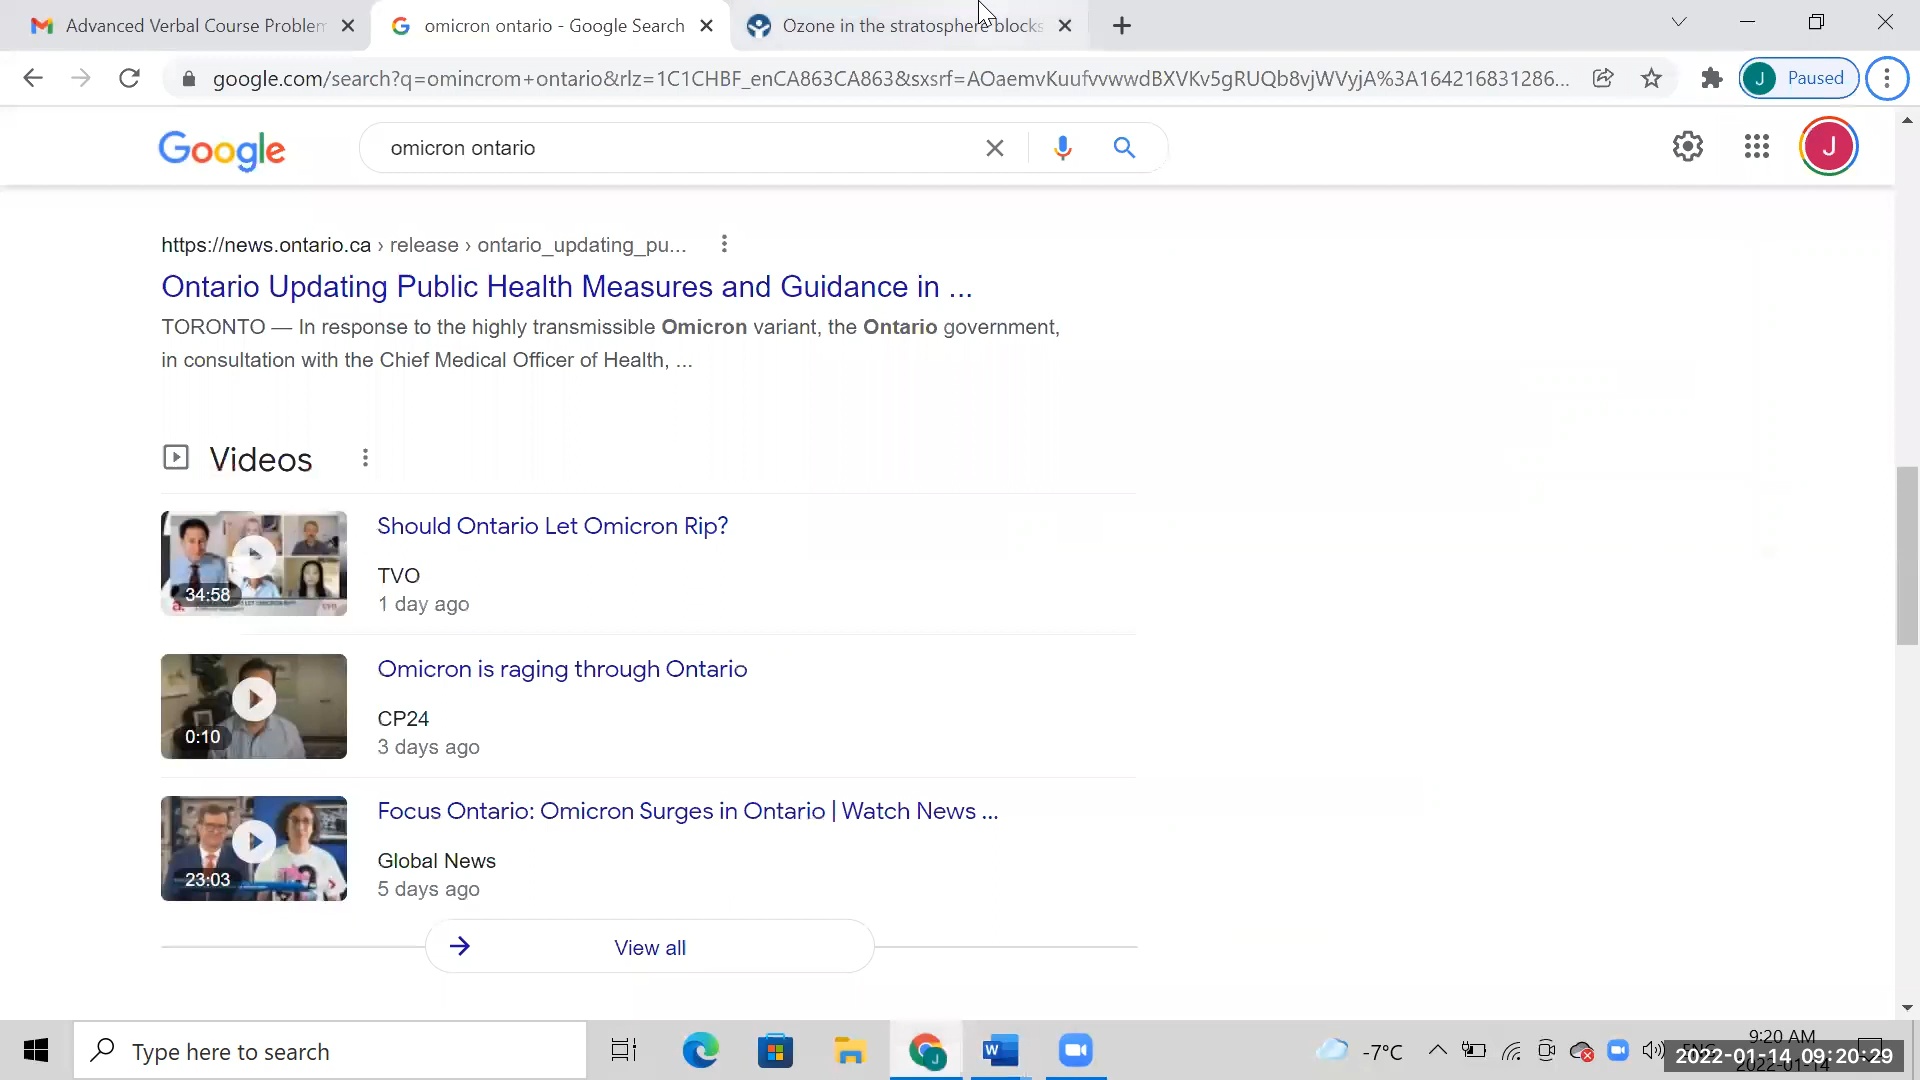 Advanced Verbal Course Problem
omicron ontario - Google Search
Ozone in the stratosphere blocks
google.com/search?q=omincrom+ontario&rlz=1C1CHBF_enCA863CA863&sxsrf=AOaemvKuufvvwwdBXVKv5gRUQb8vjWVyjA%3A164216831286...
J Paused
Google
omicron ontario
J
https://news.ontario.ca › release › ontario_updating_pu...
Ontario Updating Public Health Measures and Guidance in ...
TORONTO — In response to the highly transmissible Omicron variant, the Ontario government,
in consultation with the Chief Medical Officer of Health, ...
Videos
34:58
Should Ontario Let Omicron Rip?
TVO
1 day ago
0:10
Omicron is raging through Ontario
CP24
3 days ago
23:03
Focus Ontario: Omicron Surges in Ontario | Watch News ...
Global News
5 days ago
View all
Type here to search
-7°C
9:20 AM
2022-01-14 09:20:29